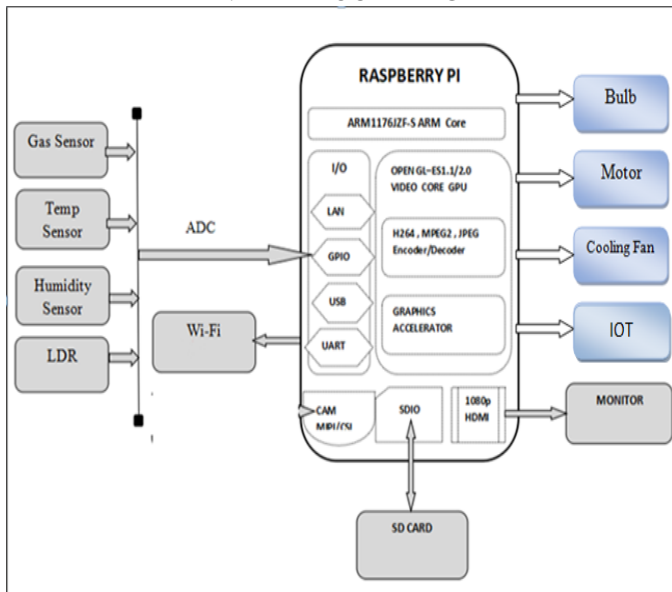 RASPBERRY PI
ARM1176JZF-S ARM Core
I/O
LAN
GPIO
USB
UART
OPEN GL-ES1.1/2.0
VIDEO CORE GPU
H264 , MPEG2 , JPEG
Encoder/Decoder
GRAPHICS
ACCELERATOR
CAM
MIPI/CSI
SDIO
1080p
HDMI
Gas Sensor
Temp
Sensor
Humidity
Sensor
LDR
ADC
Wi-Fi
Bulb
Motor
Cooling Fan
IOT
MONITOR
SD CARD